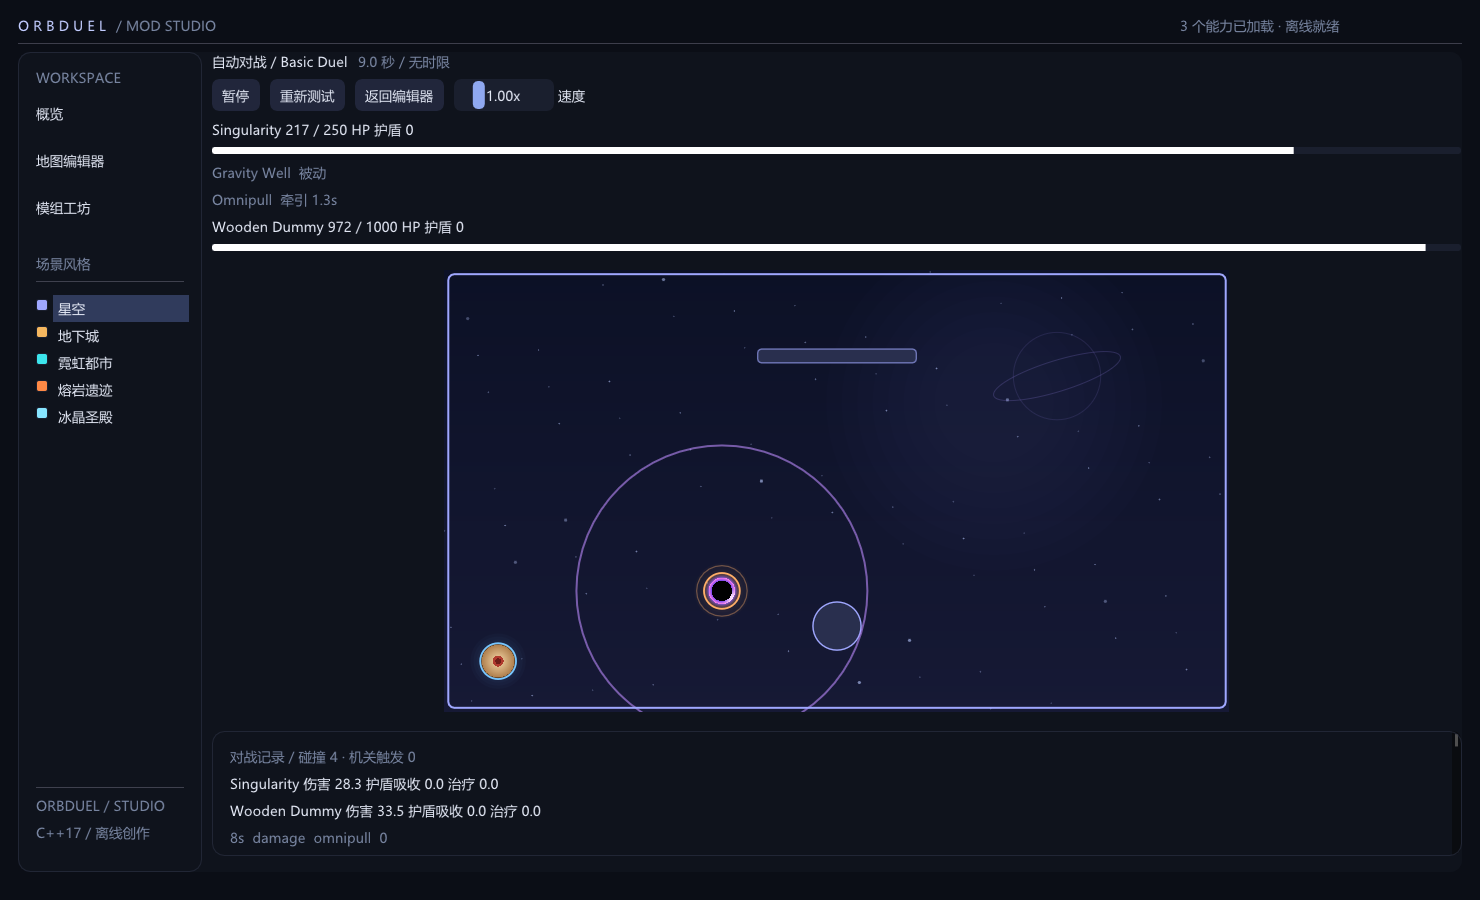 ORBDUEL / MOD STUDIO
3 个能力已加载 · 离线就绪
WORKSPACE
概览
地图编辑器
模组工坊
场景风格
星空
地下城
霓虹都市
熔岩遗迹
冰晶圣殿
ORBDUEL / STUDIO
C++17 / 离线创作
自动对战 / Basic Duel 9.0 秒 / 无时限
暂停 重新测试 返回编辑器 1.00x 速度
Singularity 217 / 250 HP 护盾 0
Gravity Well 被动
Omnipull 牵引 1.3s
Wooden Dummy 972 / 1000 HP 护盾 0
对战记录 / 碰撞 4 · 机关触发 0
Singularity 伤害 28.3 护盾吸收 0.0 治疗 0.0
Wooden Dummy 伤害 33.5 护盾吸收 0.0 治疗 0.0
8s damage omnipull 0